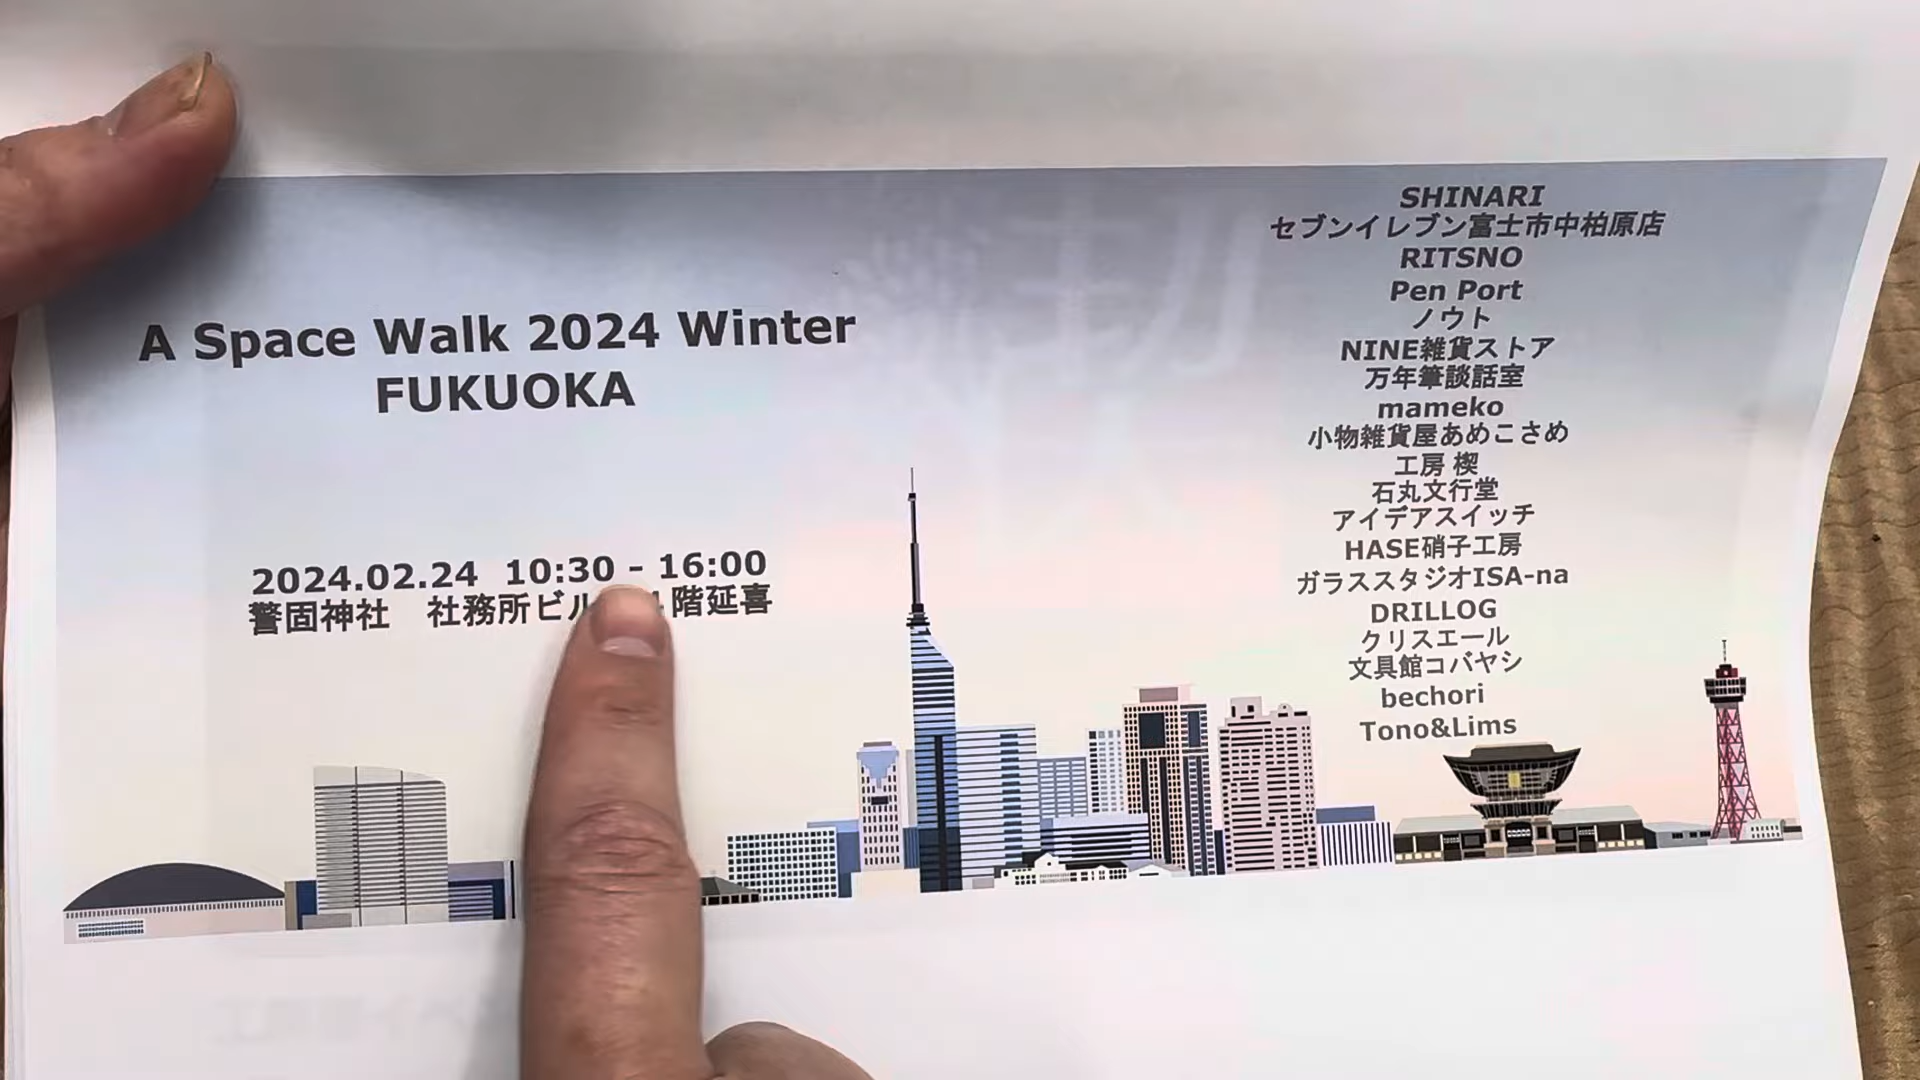 A Space Walk 2024 Winter
FUKUOKA
2024.02.24 10:30 - 16:00
警固神社 社務所ビル 階延喜
SHINARI
セブンイレブン富士市中柏原店
RITSNO
Pen Port
ノウト
NINE雑貨ストア
万年筆談話室
mameko
小物雑貨屋あめこさめ
工房 楔
石丸文行堂
アイデアスイッチ
HASE硝子工房
ガラススタジオISA-na
DRILLOG
クリスエール
文具館コバヤシ
bechori
Tono&Lims